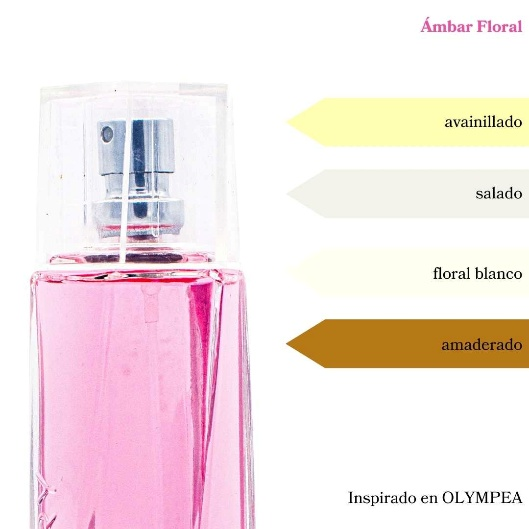 Ámbar Floral
avainillado
salado
floral blanco
amaderado
Inspirado en OLYMPEA